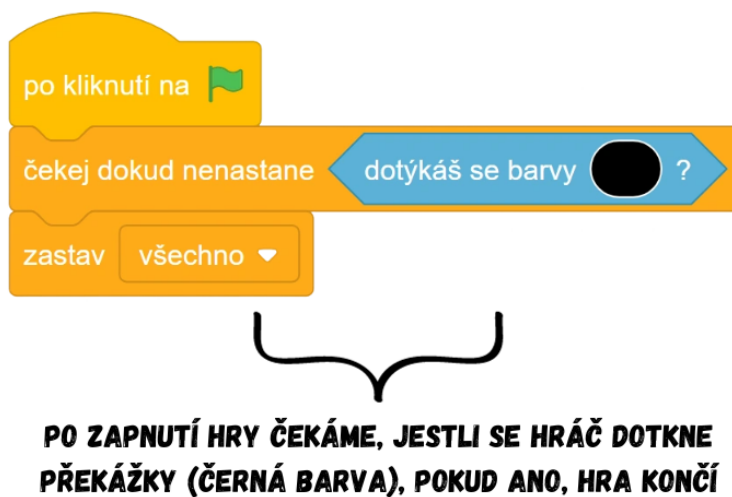 po kliknutí na
čekej dokud nenastane dotýkáš se barvy ?
zastav všechno
PO ZAPNUTÍ HRY ČEKÁME, JESTLI SE HRÁČ DOTKNE
PŘEKÁŽKY (ČERNÁ BARVA), POKUD ANO, HRA KONČÍ